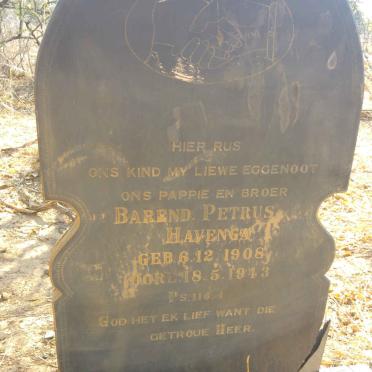 HIER RUS
ONS KIND MY LIEWE EGGENOOT
ONS PAPPIE EN BROER
BAREND PETRUS
HAVENGA
GEB 6.12.1908
OORL 18.5.1943
PS. 116.1
GOD HET EK LIEF WANT DIE
GETROUE HEER.